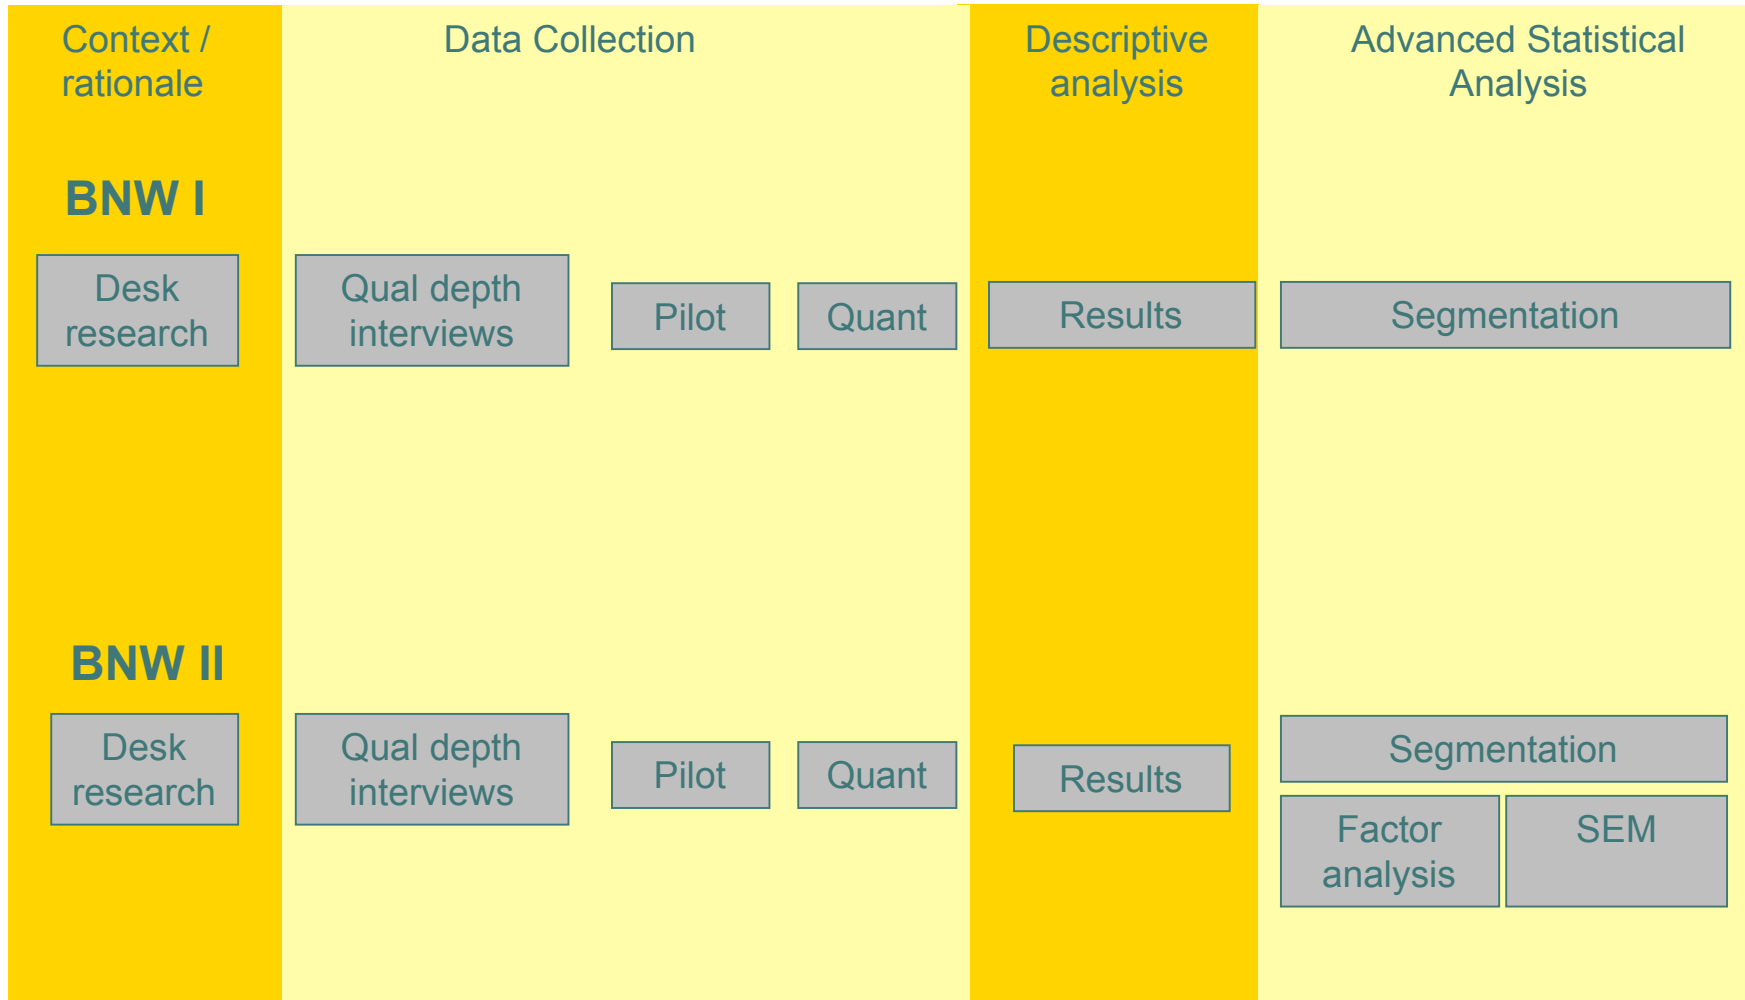 Context /
rationale
Data Collection
Descriptive
analysis
Advanced Statistical
Analysis
BNW I
Desk
research
Qual depth
interviews
Pilot
Quant
Results
Segmentation
BNW II
Desk
research
Qual depth
interviews
Pilot
Quant
Results
Segmentation
Factor
analysis
SEM